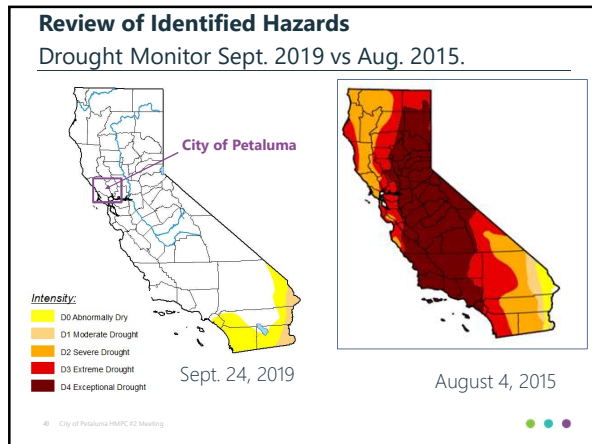 Review of Identified Hazards
Drought Monitor Sept. 2019 vs Aug. 2015.
City of Petaluma
Intensity:
D0 Abnormally Dry
D1 Moderate Drought
D2 Severe Drought
D3 Extreme Drought
D4 Exceptional Drought
Sept. 24, 2019
August 4, 2015
City of Petaluma HMPC #2 Meeting